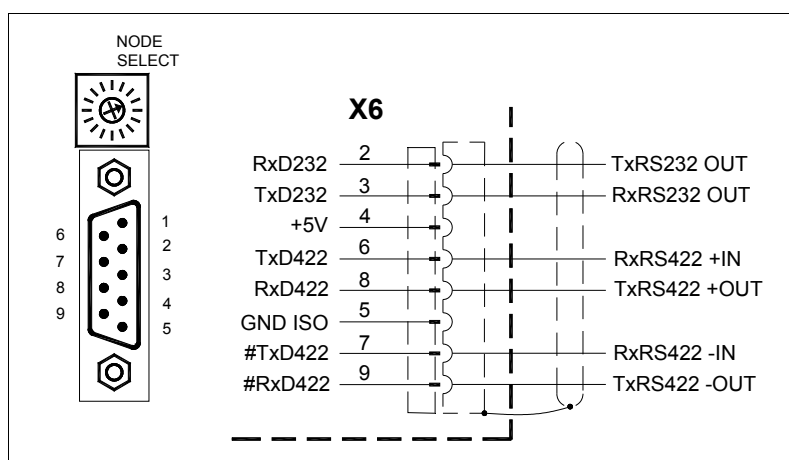 NODE
SELECT
6
7
8
9
1
2
3
4
5
X6
RxD232 2 TxRS232 OUT
TxD232 3 RxRS232 OUT
+5V 4
TxD422 6 RxRS422 +IN
RxD422 8 TxRS422 +OUT
GND ISO 5
#TxD422 7 RxRS422 -IN
#RxD422 9 TxRS422 -OUT